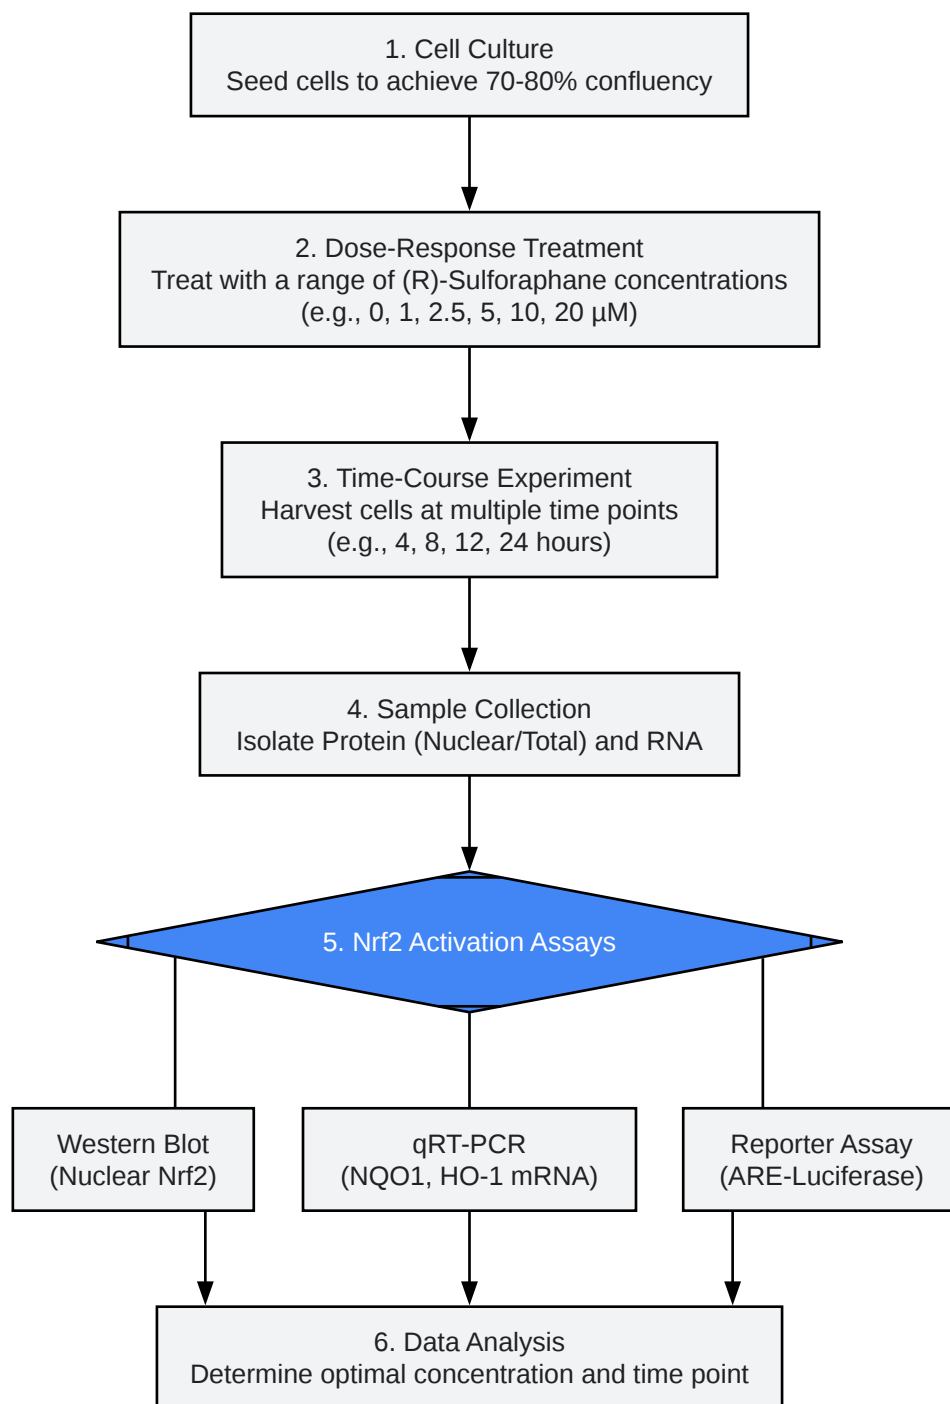 1. Cell Culture
Seed cells to achieve 70-80% confluency
2. Dose-Response Treatment
Treat with a range of (R)-Sulforaphane concentrations
(e.g., 0, 1, 2.5, 5, 10, 20 µM)
3. Time-Course Experiment
Harvest cells at multiple time points
(e.g., 4, 8, 12, 24 hours)
4. Sample Collection
Isolate Protein (Nuclear/Total) and RNA
5. Nrf2 Activation Assays
Western Blot
(Nuclear Nrf2)
qRT-PCR
(NQO1, HO-1 mRNA)
Reporter Assay
(ARE-Luciferase)
6. Data Analysis
Determine optimal concentration and time point